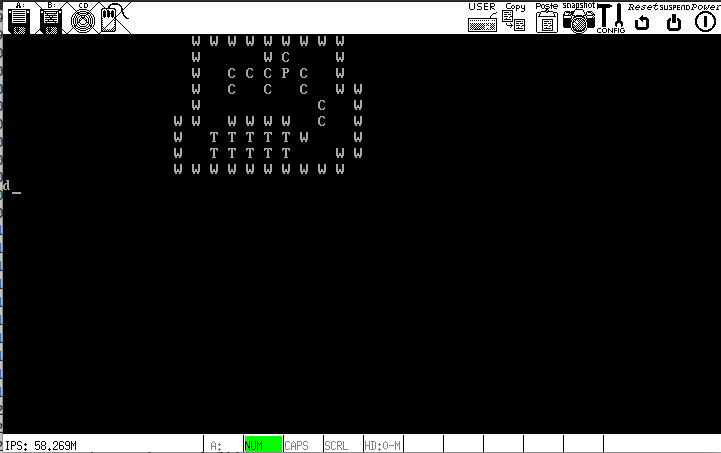 A: B: CD USER Copy Paste snapshot CONFIG Reset SUSPEND Power
W W W W W W W W W
W W C W
W C C C P C W
W C C C W W
W C W
W W W W W W C W
W T T T T T W W
W T T T T T W W
W W W W W W W W W W
d_
IPS: 58.269M A: NUM CAPS SCRL HD:0-M